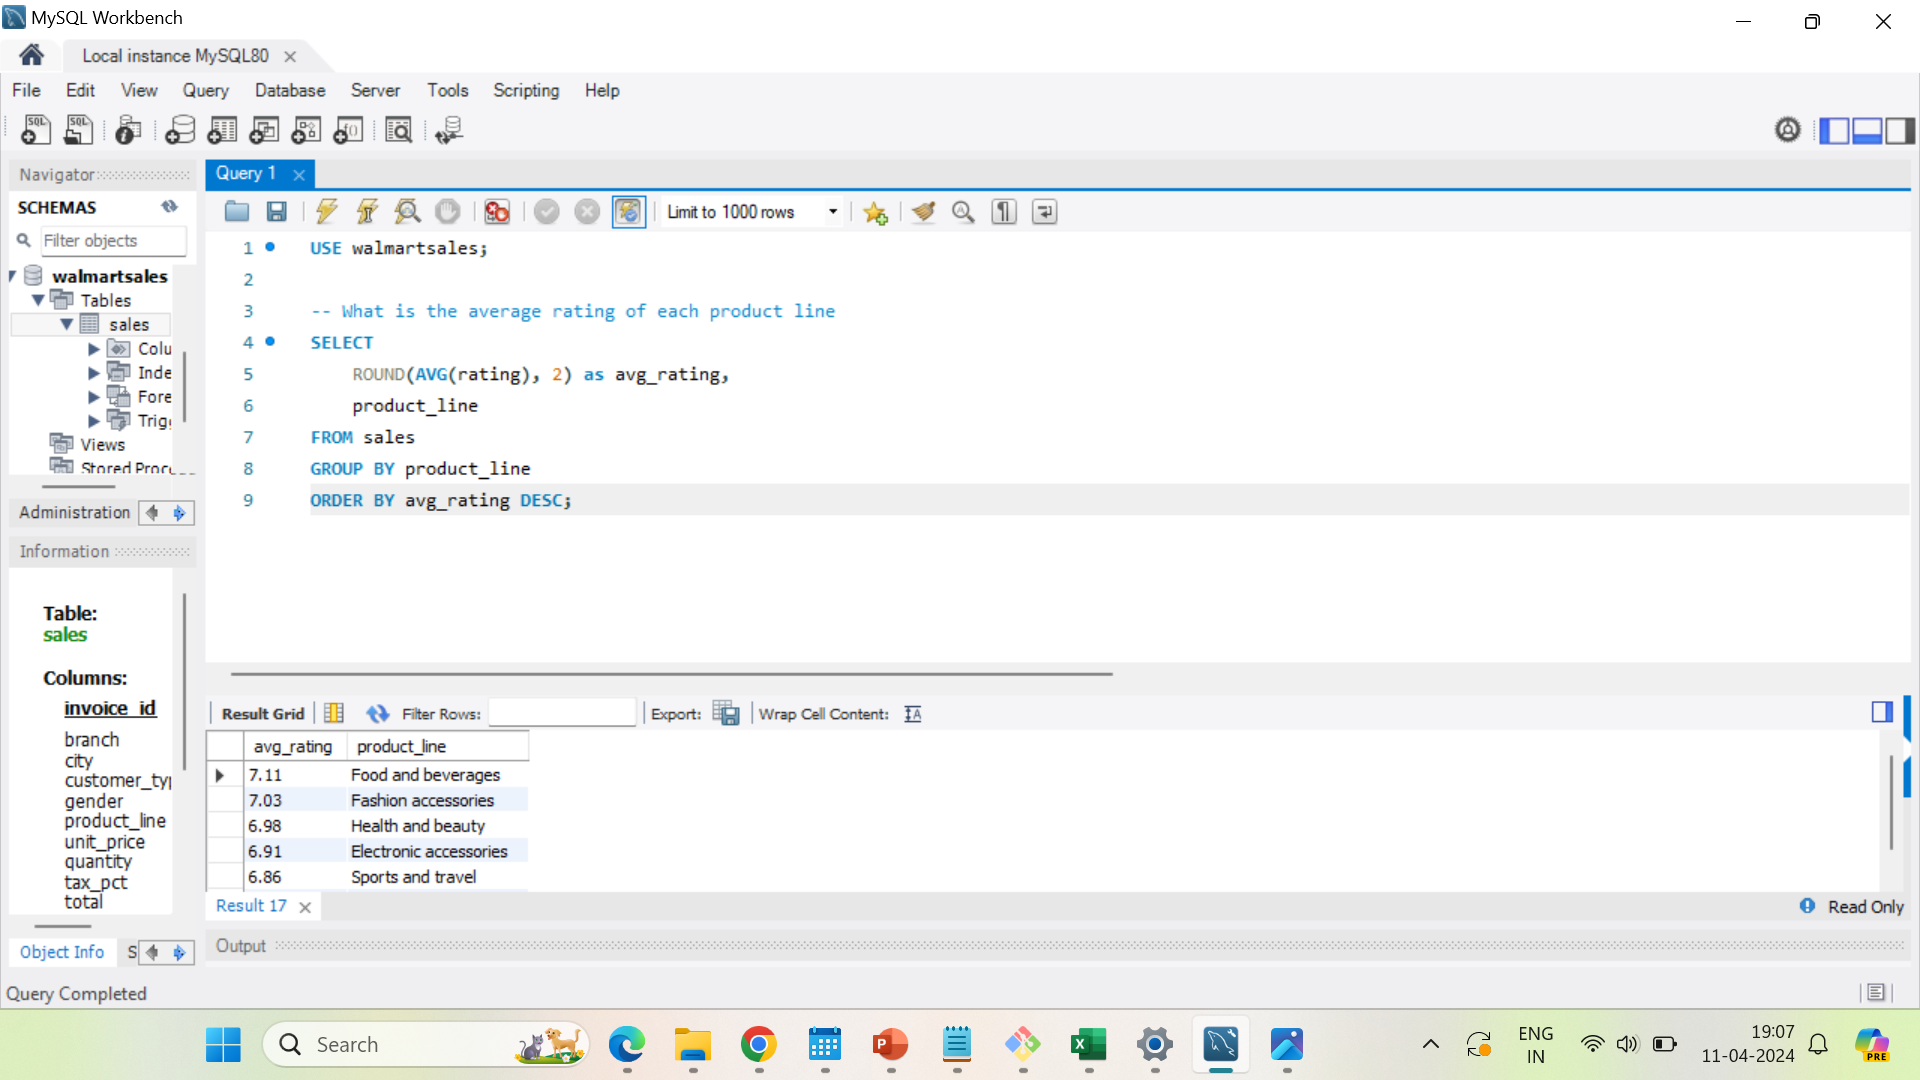 MySQL Workbench
Local instance MySQL80
File Edit View Query Database Server Tools Scripting Help
Navigator
SCHEMAS
Filter objects
walmartsales
Tables
sales
Colu
Inde
Fore
Trigg
Views
Stored Proc
Administration
Information
Table:
sales
Columns:
invoice_id
branch
city
customer_typ
gender
product_line
unit_price
quantity
tax_pct
total
Object Info S
Query 1
Limit to 1000 rows
1 USE walmartsales;
2
3 -- What is the average rating of each product line
4 SELECT
5 ROUND(AVG(rating), 2) as avg_rating,
6 product_line
7 FROM sales
8 GROUP BY product_line
9 ORDER BY avg_rating DESC;
Result Grid Filter Rows: Export: Wrap Cell Content:
avg_rating product_line
7.11 Food and beverages
7.03 Fashion accessories
6.98 Health and beauty
6.91 Electronic accessories
6.86 Sports and travel
Result 17 Read Only
Output
Query Completed
Search
ENG
IN
19:07
11-04-2024
PRE